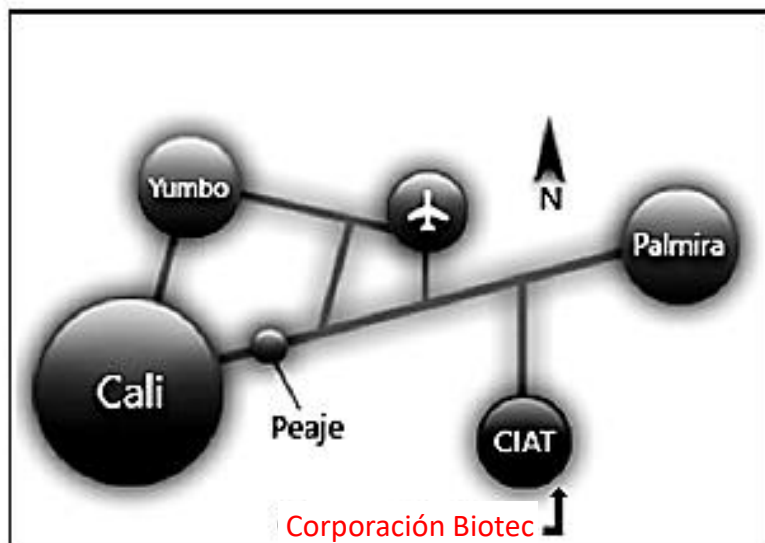 Yumbo
N
Palmira
Cali
Peaje
CIAT
Corporación Biotec